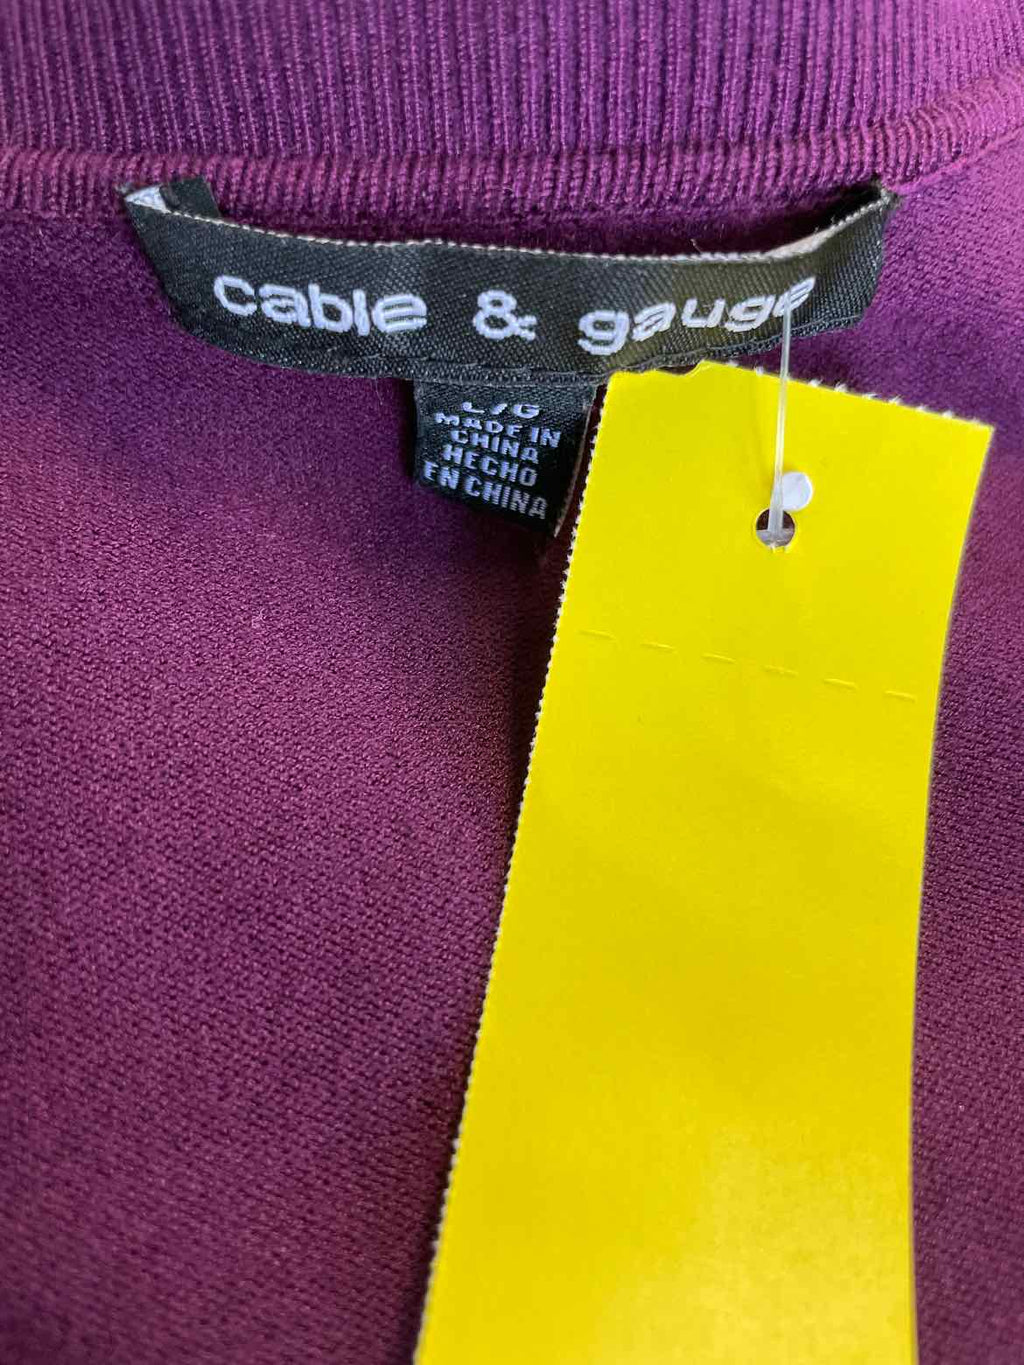 cable & gauge
L/G
MADE IN
CHINA
HECHO
EN CHINA